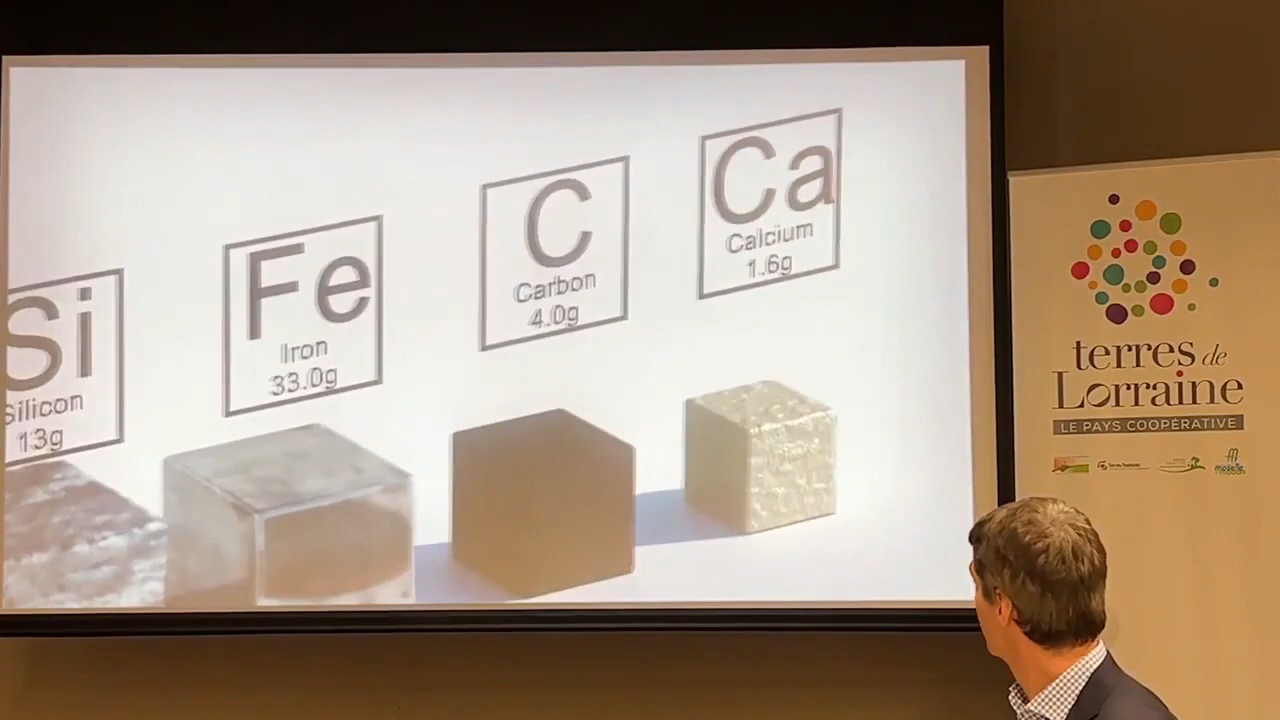 Si
Silicon
13g
Fe
Iron
33.0g
C
Carbon
4.0g
Ca
Calcium
1.6g
terres de
Lorraine
LE PAYS COOPÉRATIVE